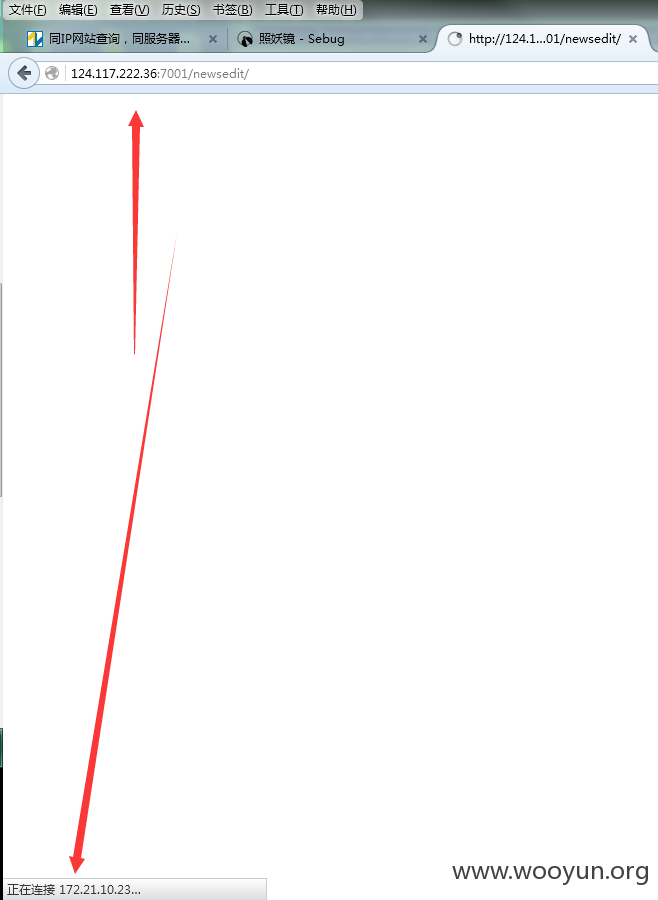 文件(F) 编辑(E) 查看(V) 历史(S) 书签(B) 工具(T) 帮助(H)
同IP网站查询，同服务器... 照妖镜 - Sebug http://124.1...01/newsedit/
124.117.222.36:7001/newsedit/
www.wooyun.org
正在连接 172.21.10.23...